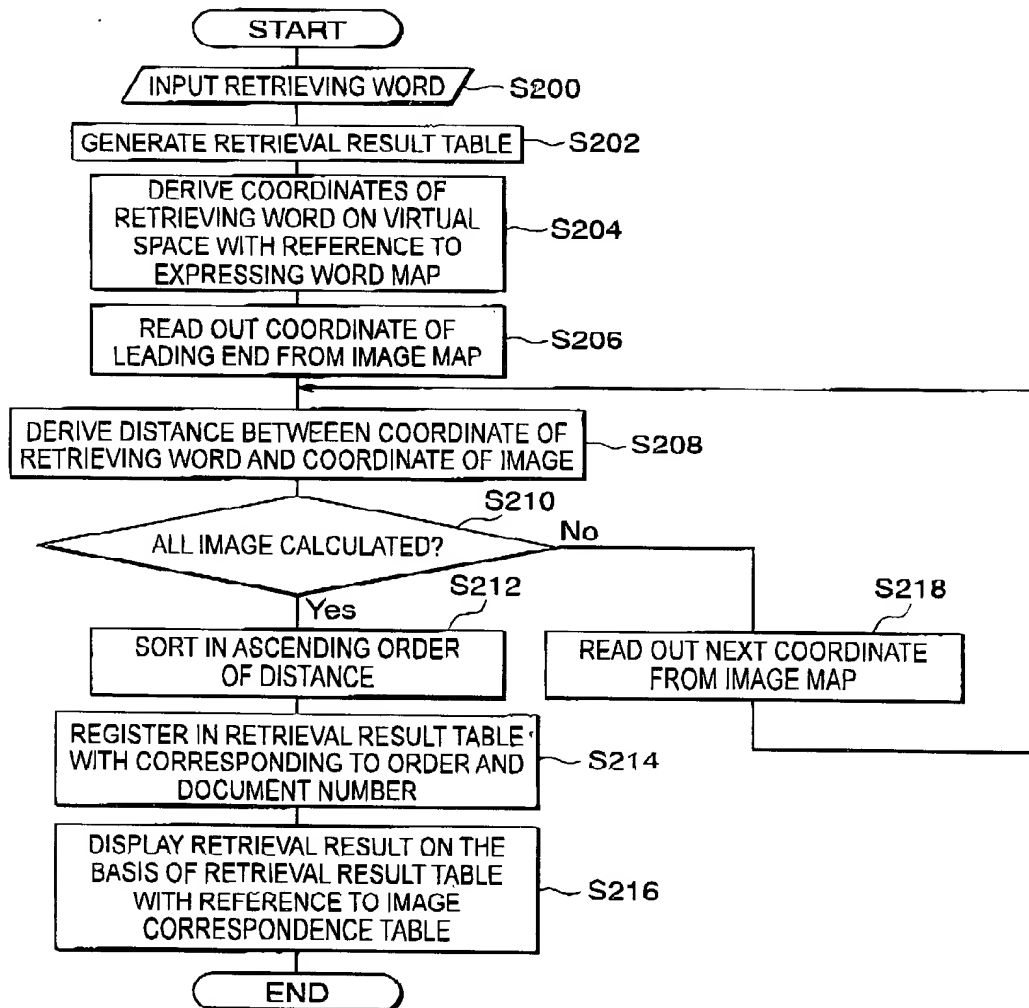 START
INPUT RETRIEVING WORD
S200
GENERATE RETRIEVAL RESULT TABLE
S202
DERIVE COORDINATES OF
RETRIEVING WORD ON VIRTUAL
SPACE WITH REFERENCE TO
EXPRESSING WORD MAP
S204
READ OUT COORDINATE OF
LEADING END FROM IMAGE MAP
S206
DERIVE DISTANCE BETWEEEN COORDINATE OF
RETRIEVING WORD AND COORDINATE OF IMAGE
S208
S210
ALL IMAGE CALCULATED?
No
Yes
S212
SORT IN ASCENDING ORDER
OF DISTANCE
S218
READ OUT NEXT COORDINATE
FROM IMAGE MAP
REGISTER IN RETRIEVAL RESULT TABLE
WITH CORRESPONDING TO ORDER AND
DOCUMENT NUMBER
S214
DISPLAY RETRIEVAL RESULT ON THE
BASIS OF RETRIEVAL RESULT TABLE
WITH REFERENCE TO IMAGE
CORRESPONDENCE TABLE
S216
END